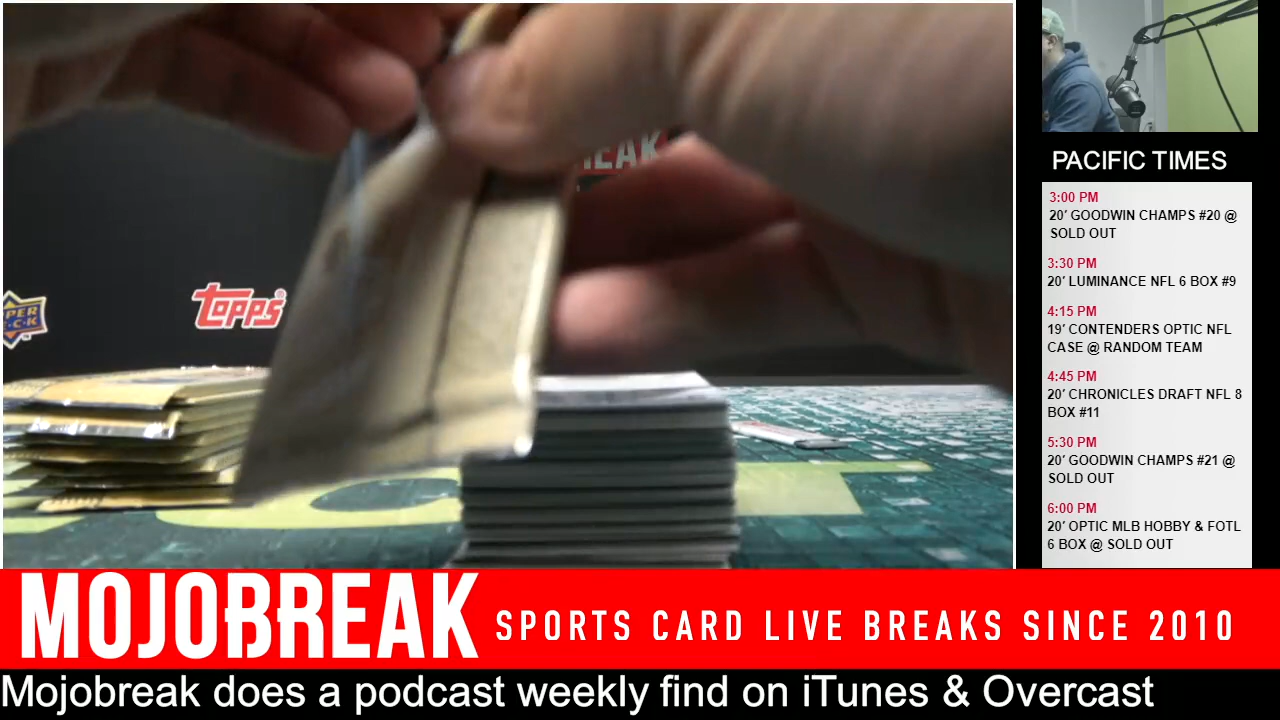 EAK
PER
CK
TOPPS
PACIFIC TIMES
3:00 PM
20' GOODWIN CHAMPS #20 @
SOLD OUT
3:30 PM
20' LUMINANCE NFL 6 BOX #9
4:15 PM
19' CONTENDERS OPTIC NFL
CASE @ RANDOM TEAM
4:45 PM
20' CHRONICLES DRAFT NFL 8
BOX #11
5:30 PM
20' GOODWIN CHAMPS #21 @
SOLD OUT
6:00 PM
20' OPTIC MLB HOBBY & FOTL
6 BOX @ SOLD OUT
MOJOBREAK SPORTS CARD LIVE BREAKS SINCE 2010
Mojobreak does a podcast weekly find on iTunes & Overcast